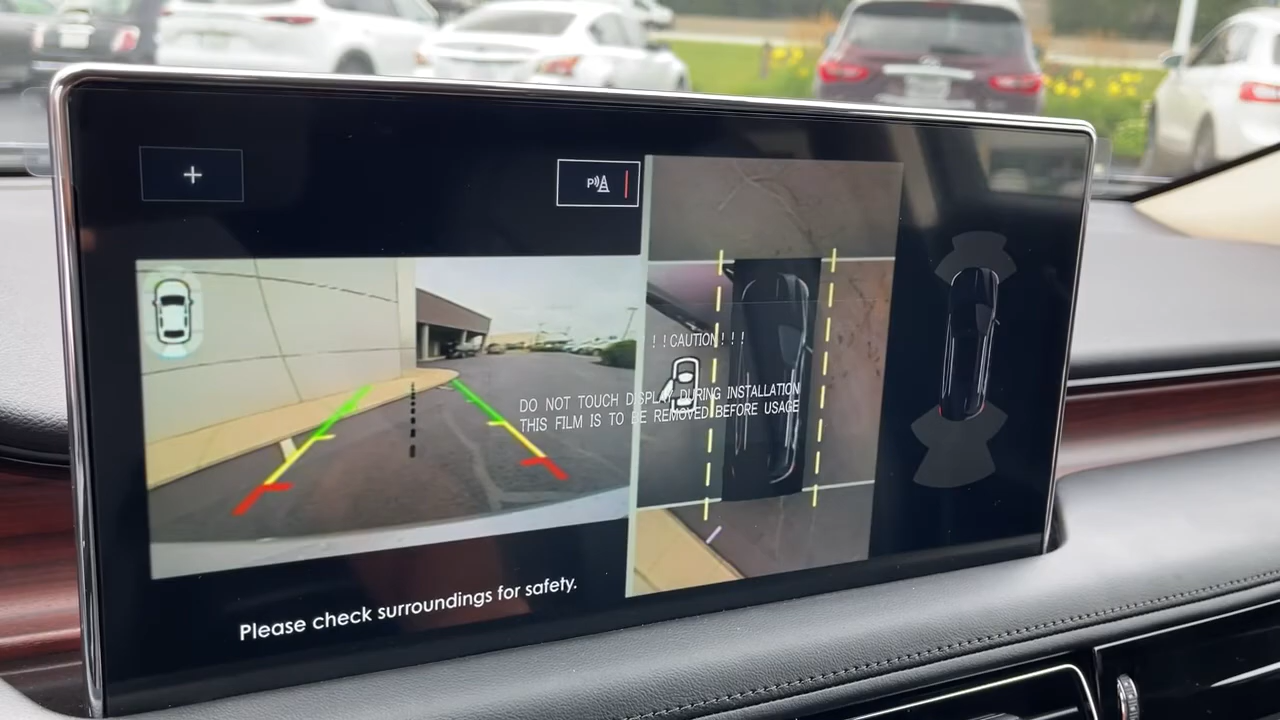 +
P
! ! CAUTION ! ! !
DO NOT TOUCH DISPLAY DURING INSTALLATION
THIS FILM IS TO BE REMOVED BEFORE USAGE
Please check surroundings for safety.